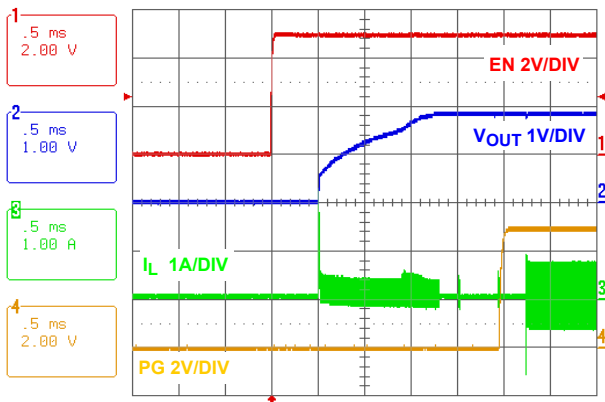 1
.5 ms
2.00 V
EN 2V/DIV
1
2
.5 ms
1.00 V
VOUT 1V/DIV
2
3
.5 ms
1.00 A
IL 1A/DIV
3
4
.5 ms
2.00 V
PG 2V/DIV
4